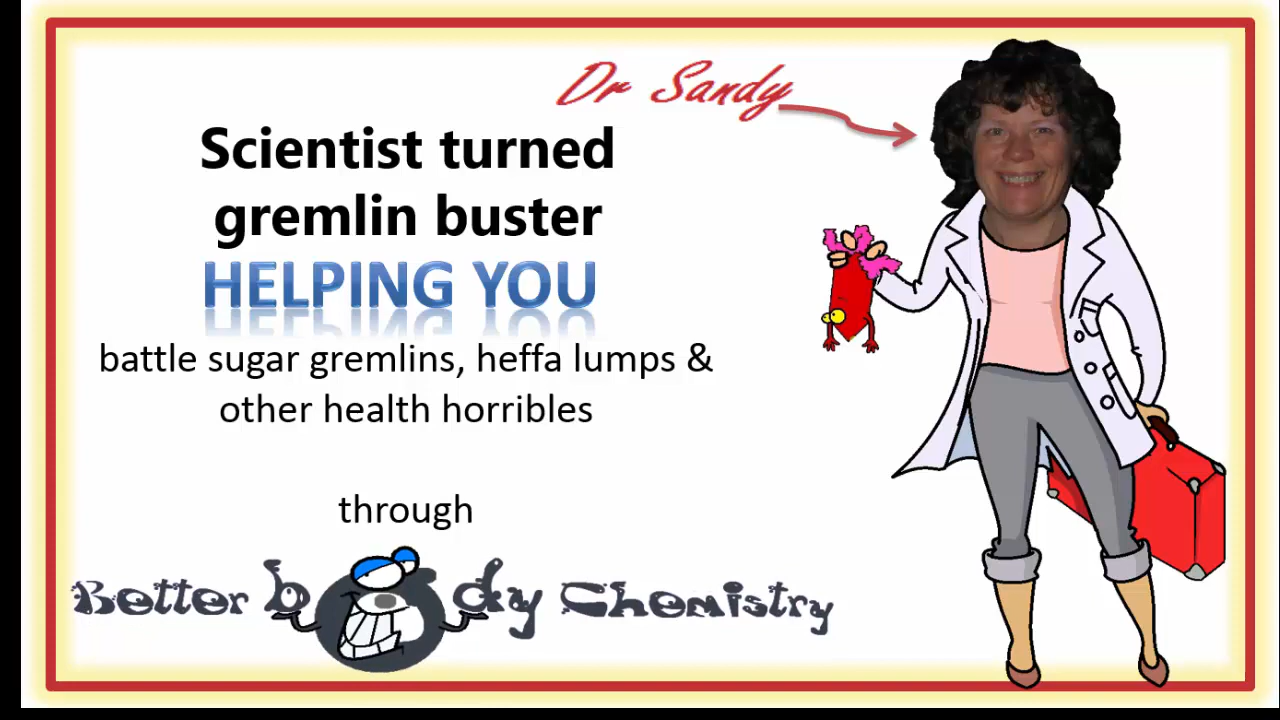 Dr Sandy
Scientist turned
gremlin buster
HELPING YOU
battle sugar gremlins, heffa lumps &
other health horribles
through
Better body Chemistry